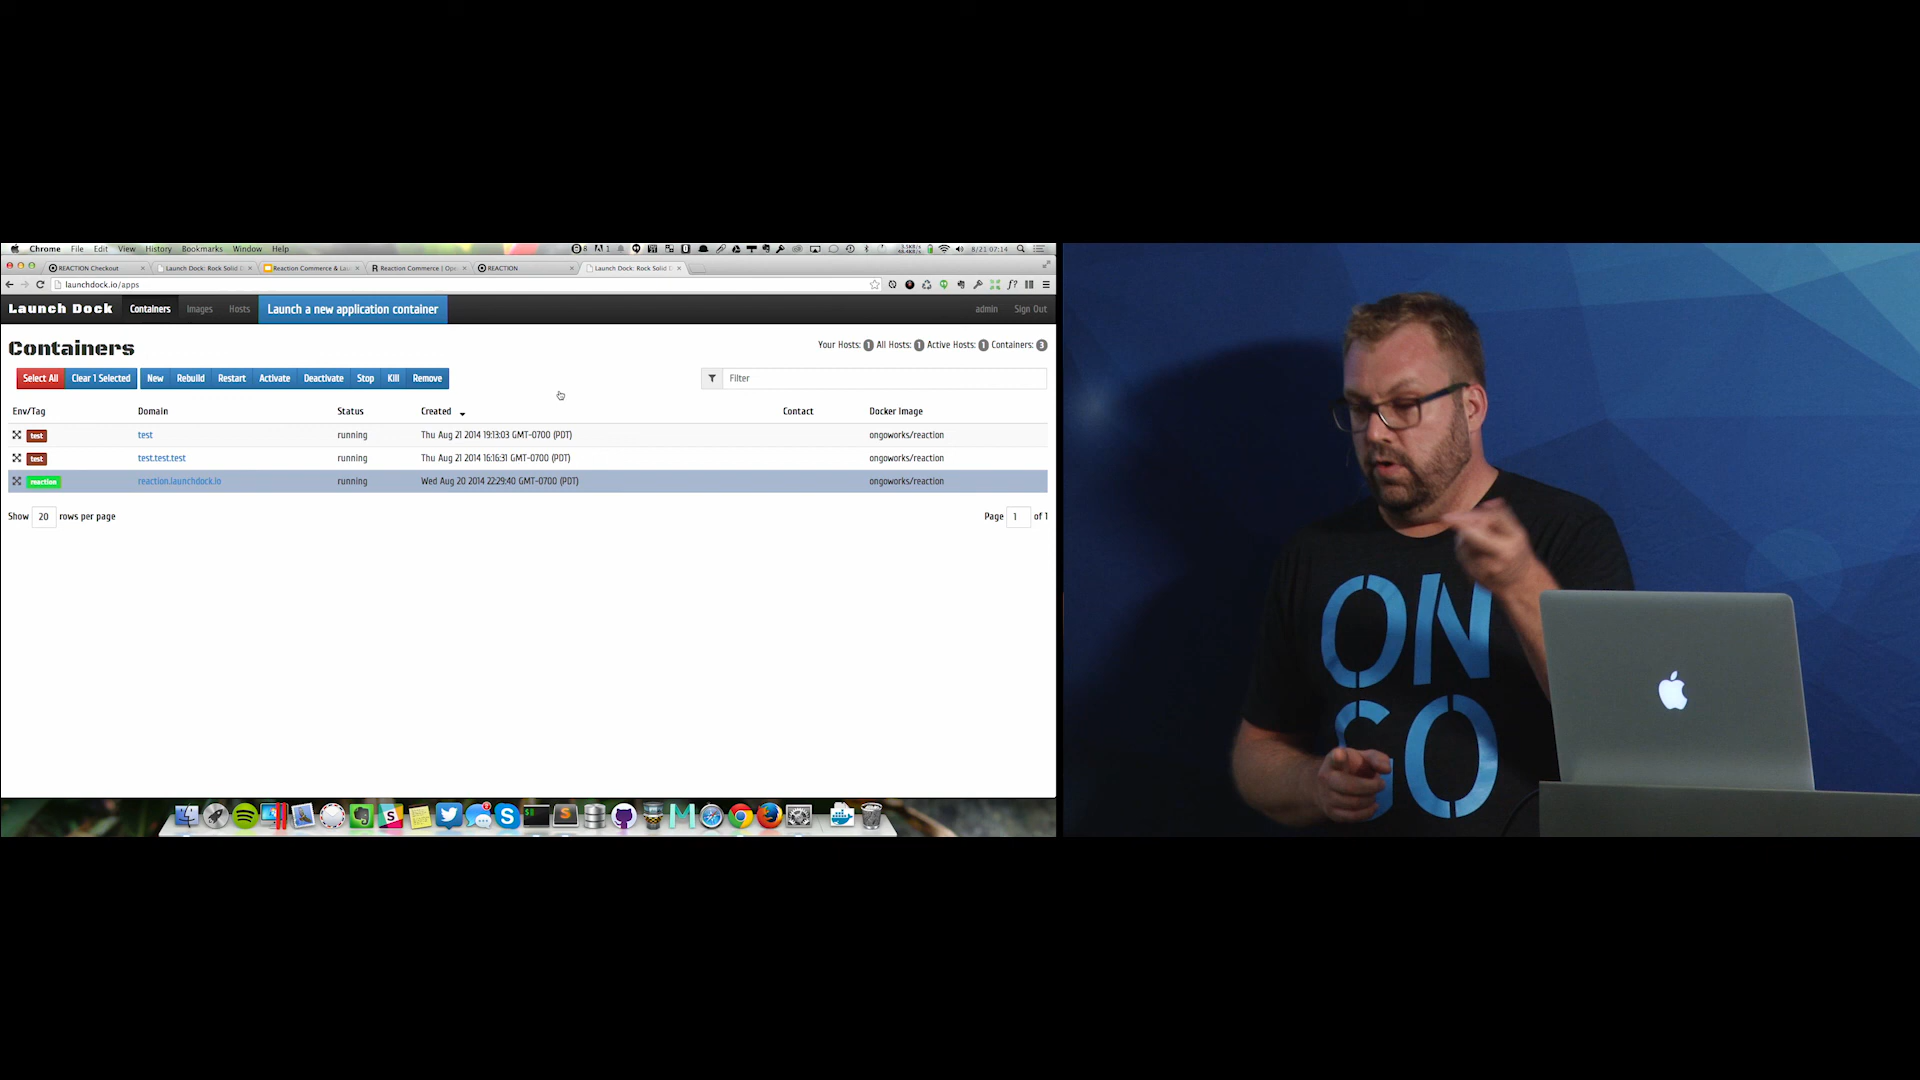 Chrome File Edit View History Bookmarks Window Help
8/21 07:14
REACTION Checkout
Launch Dock: Rock Solid D
Reaction Commerce & La
Reaction Commerce | Ope
REACTION
Launch Dock: Rock Solid D
launchdock.io/apps
Launch Dock Containers Images Hosts Launch a new application container admin Sign Out
Containers
Your Hosts: 1 All Hosts: 1 Active Hosts: 1 Containers: 3
Select All Clear 1 Selected New Rebuild Restart Activate Deactivate Stop Kill Remove Filter
Env/Tag Domain Status Created Contact Docker Image
test test running Thu Aug 21 2014 19:13:03 GMT-0700 (PDT) ongoworks/reaction
test test.test.test running Thu Aug 21 2014 16:16:31 GMT-0700 (PDT) ongoworks/reaction
reaction reaction.launchdock.io running Wed Aug 20 2014 22:29:40 GMT-0700 (PDT) ongoworks/reaction
Show 20 rows per page Page 1 of 1
ON
GO